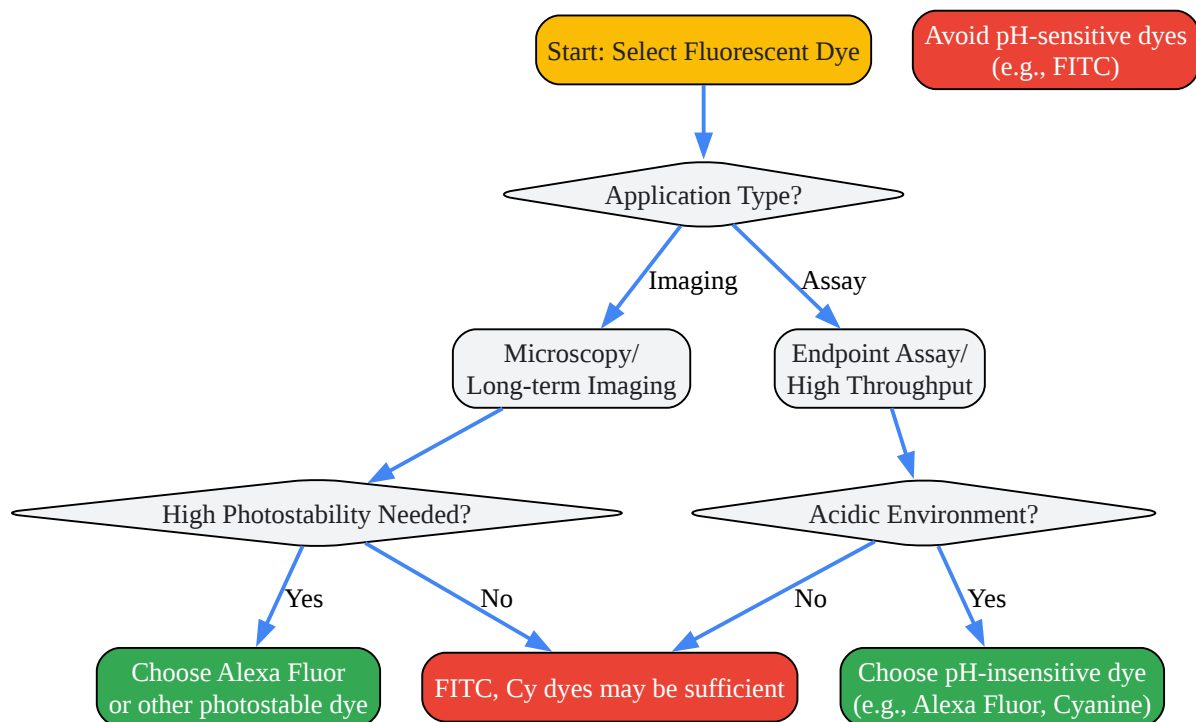 Start: Select Fluorescent Dye
Avoid pH-sensitive dyes
(e.g., FITC)
Application Type?
Imaging
Assay
Microscopy/
Long-term Imaging
Endpoint Assay/
High Throughput
High Photostability Needed?
Acidic Environment?
Yes
No
No
Yes
Choose Alexa Fluor
or other photostable dye
FITC, Cy dyes may be sufficient
Choose pH-insensitive dye
(e.g., Alexa Fluor, Cyanine)